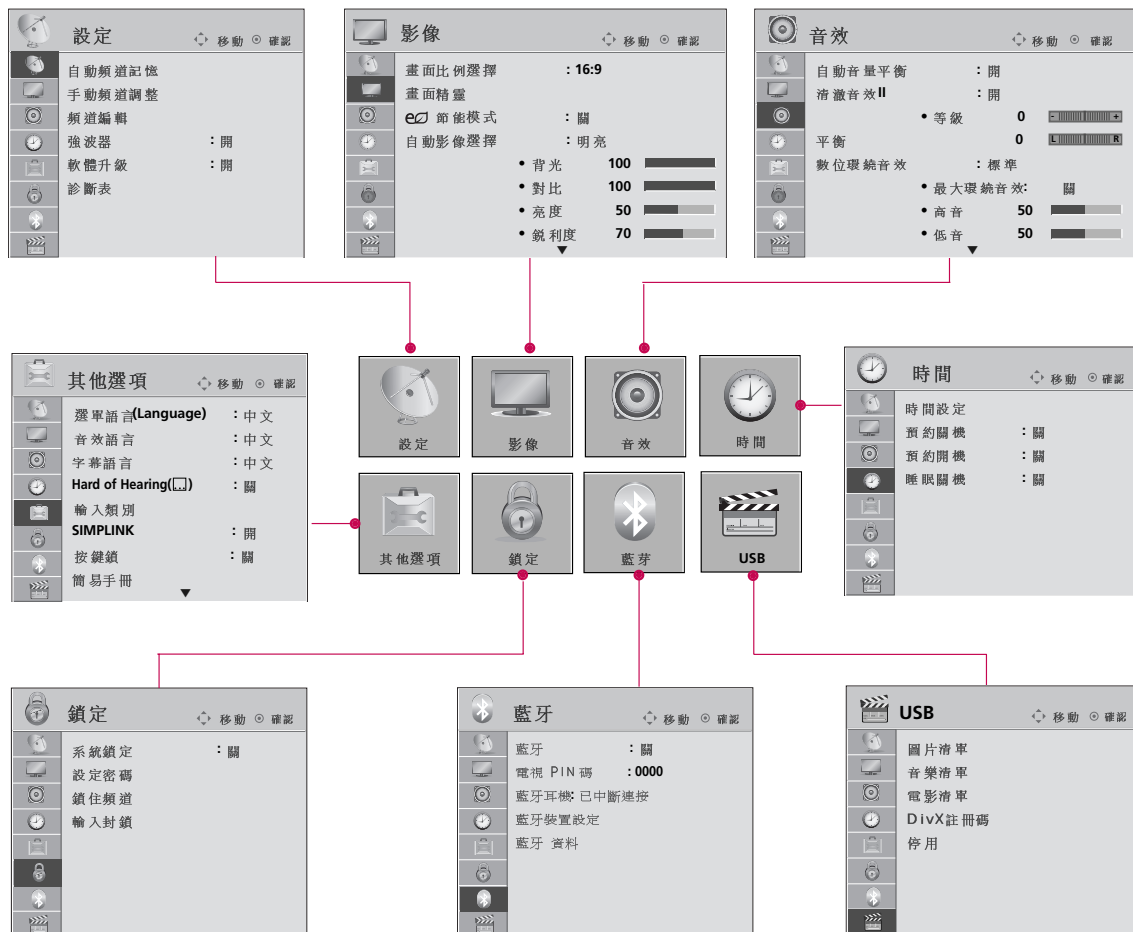 設定 移動 ⊙ 確認
自動頻道記憶
手動頻道調整
頻道編輯
強波器 : 開
軟體升級 : 開
診斷表
影像 移動 ⊙ 確認
畫面比例選擇 : 16:9
畫面精靈
節能模式 : 關
自動影像選擇 : 明亮
• 背光 100
• 對比 100
• 亮度 50
• 銳利度 70
▼
音效 移動 ⊙ 確認
自動音量平衡 : 開
清澈音效II : 開
• 等級 0 - +
平衡 0 L R
數位環繞音效 : 標準
• 最大環繞音效: 關
• 高音 50
• 低音 50
▼
其他選項 移動 ⊙ 確認
選單語言(Language) : 中文
音效語言 : 中文
字幕語言 : 中文
Hard of Hearing( ) : 關
輸入類別
SIMPLINK : 開
按鍵鎖 : 關
簡易手冊
▼
設定
影像
音效
時間
其他選項
鎖定
藍芽
USB
時間 移動 ⊙ 確認
時間設定
預約關機 : 關
預約開機 : 關
睡眠關機 : 關
鎖定 移動 ⊙ 確認
系統鎖定 : 關
設定密碼
鎖住頻道
輸入封鎖
藍牙 移動 ⊙ 確認
藍牙 : 關
電視 PIN 碼 : 0000
藍牙耳機: 已中斷連接
藍牙裝置設定
藍牙 資料
USB 移動 ⊙ 確認
圖片清單
音樂清單
電影清單
DivX註冊碼
停用